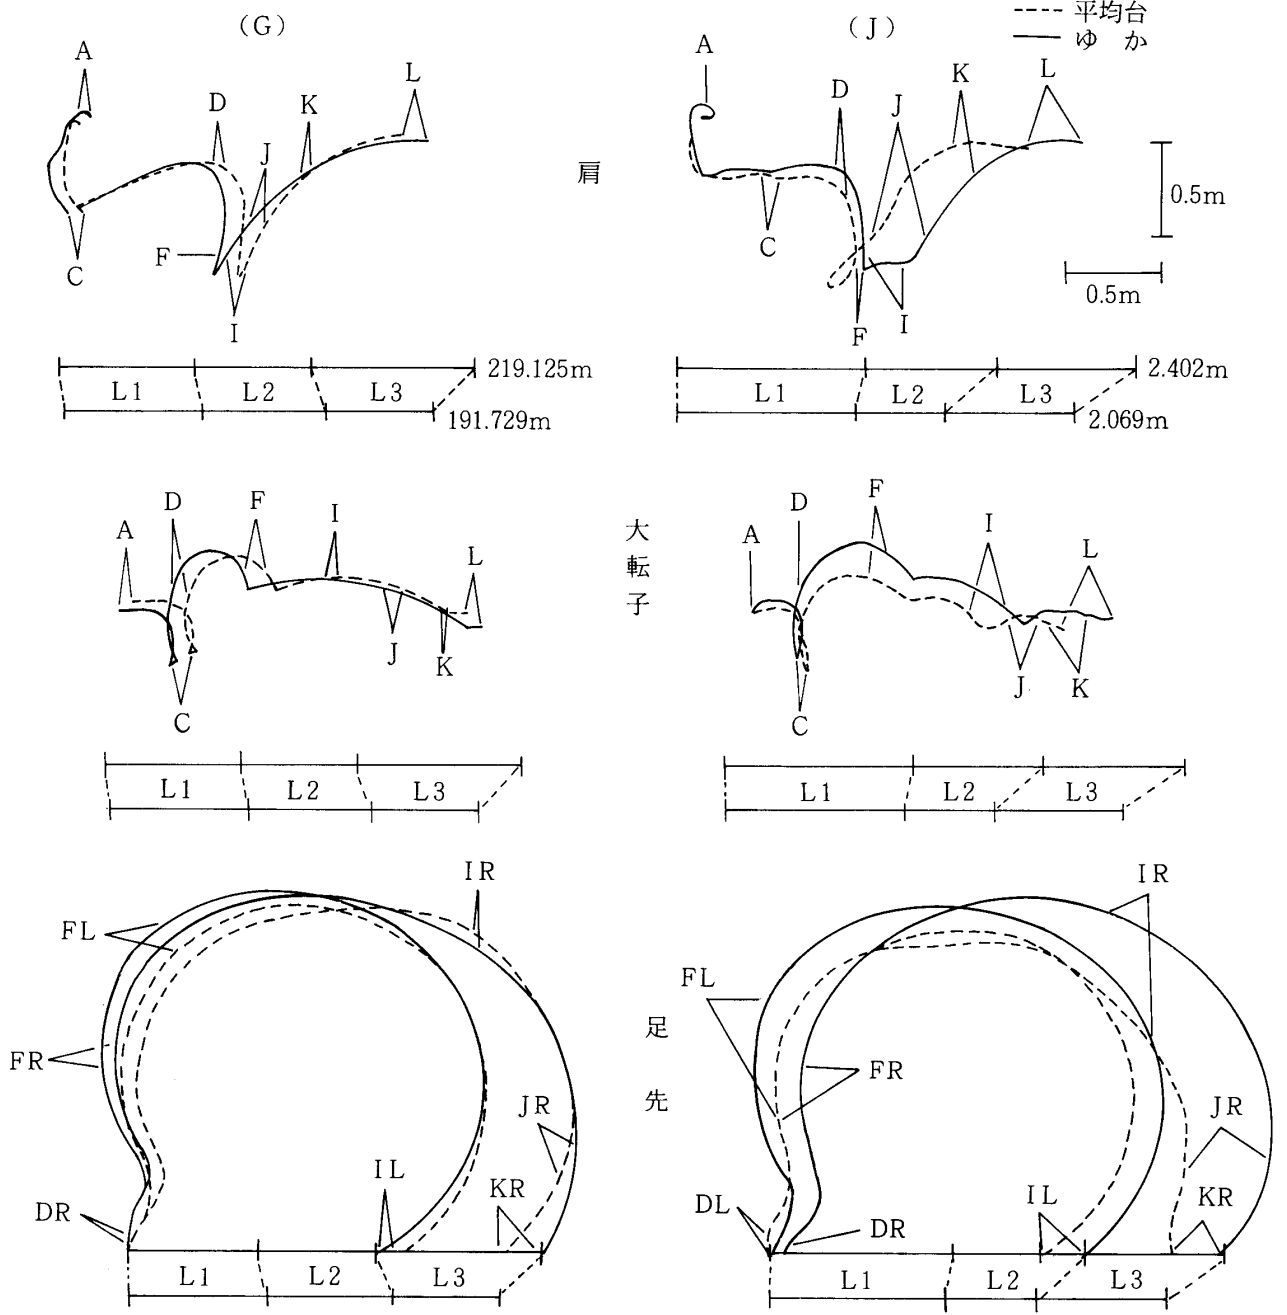 (G)
(J)
平均台
ゆか
A
D
K
L
J
F
C
I
肩
A
D
J
K
L
C
F
I
0.5m
0.5m
L1 L2 L3
219.125m
191.729m
L1 L2 L3
2.402m
2.069m
A
D
F
I
L
C
J
K
大転子
A
D
F
I
L
C
J
K
L1 L2 L3
L1 L2 L3
IR
FL
FR
JR
IL
KR
DR
L1 L2 L3
足先
IR
FL
FR
JR
IL
KR
DL
DR
L1 L2 L3